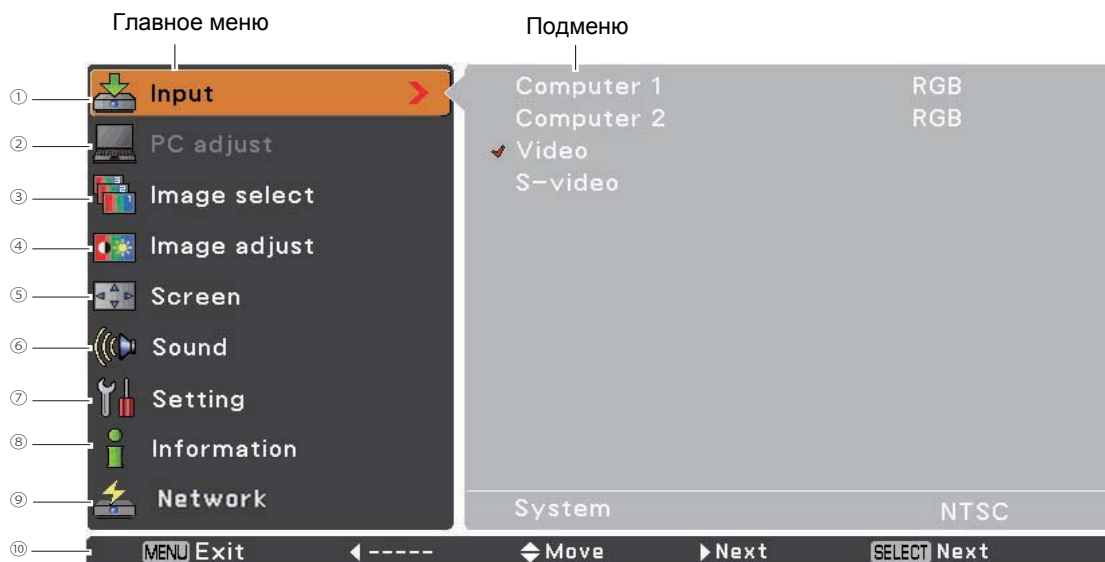 Главное меню
Подменю
① Input
② PC adjust
③ Image select
④ Image adjust
⑤ Screen
⑥ Sound
⑦ Setting
⑧ Information
⑨ Network
Computer 1 RGB
Computer 2 RGB
Video
S-video
System NTSC
⑩ MENU Exit ----- Move Next SELECT Next